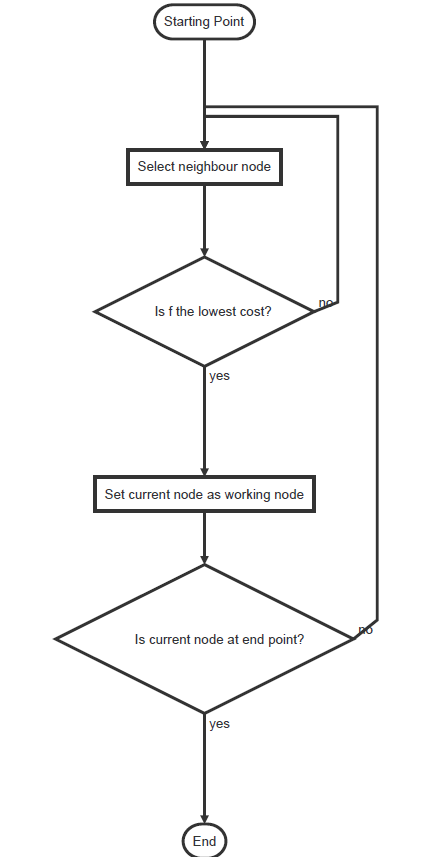 Starting Point
Select neighbour node
Is f the lowest cost?
no
yes
Set current node as working node
Is current node at end point?
no
yes
End